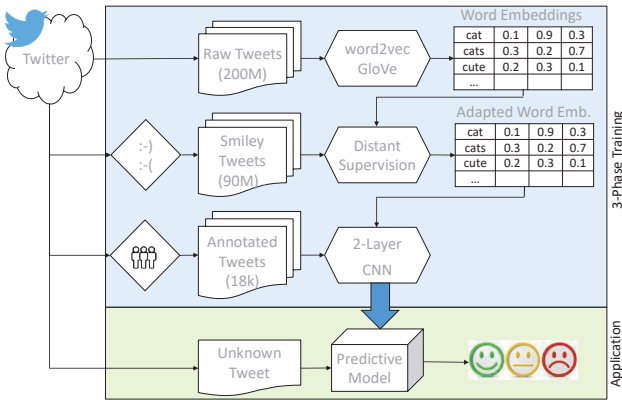 Twitter
Raw Tweets
(200M)
word2vec
GloVe
Word Embeddings
cat 0.1 0.9 0.3
cats 0.3 0.2 0.7
cute 0.2 0.3 0.1
...
:-)
:-(
Smiley
Tweets
(90M)
Distant
Supervision
Adapted Word Emb.
cat 0.1 0.9 0.3
cats 0.3 0.2 0.7
cute 0.2 0.3 0.1
...
Annotated
Tweets
(18k)
2-Layer
CNN
3-Phase Training
Unknown
Tweet
Predictive
Model
Application